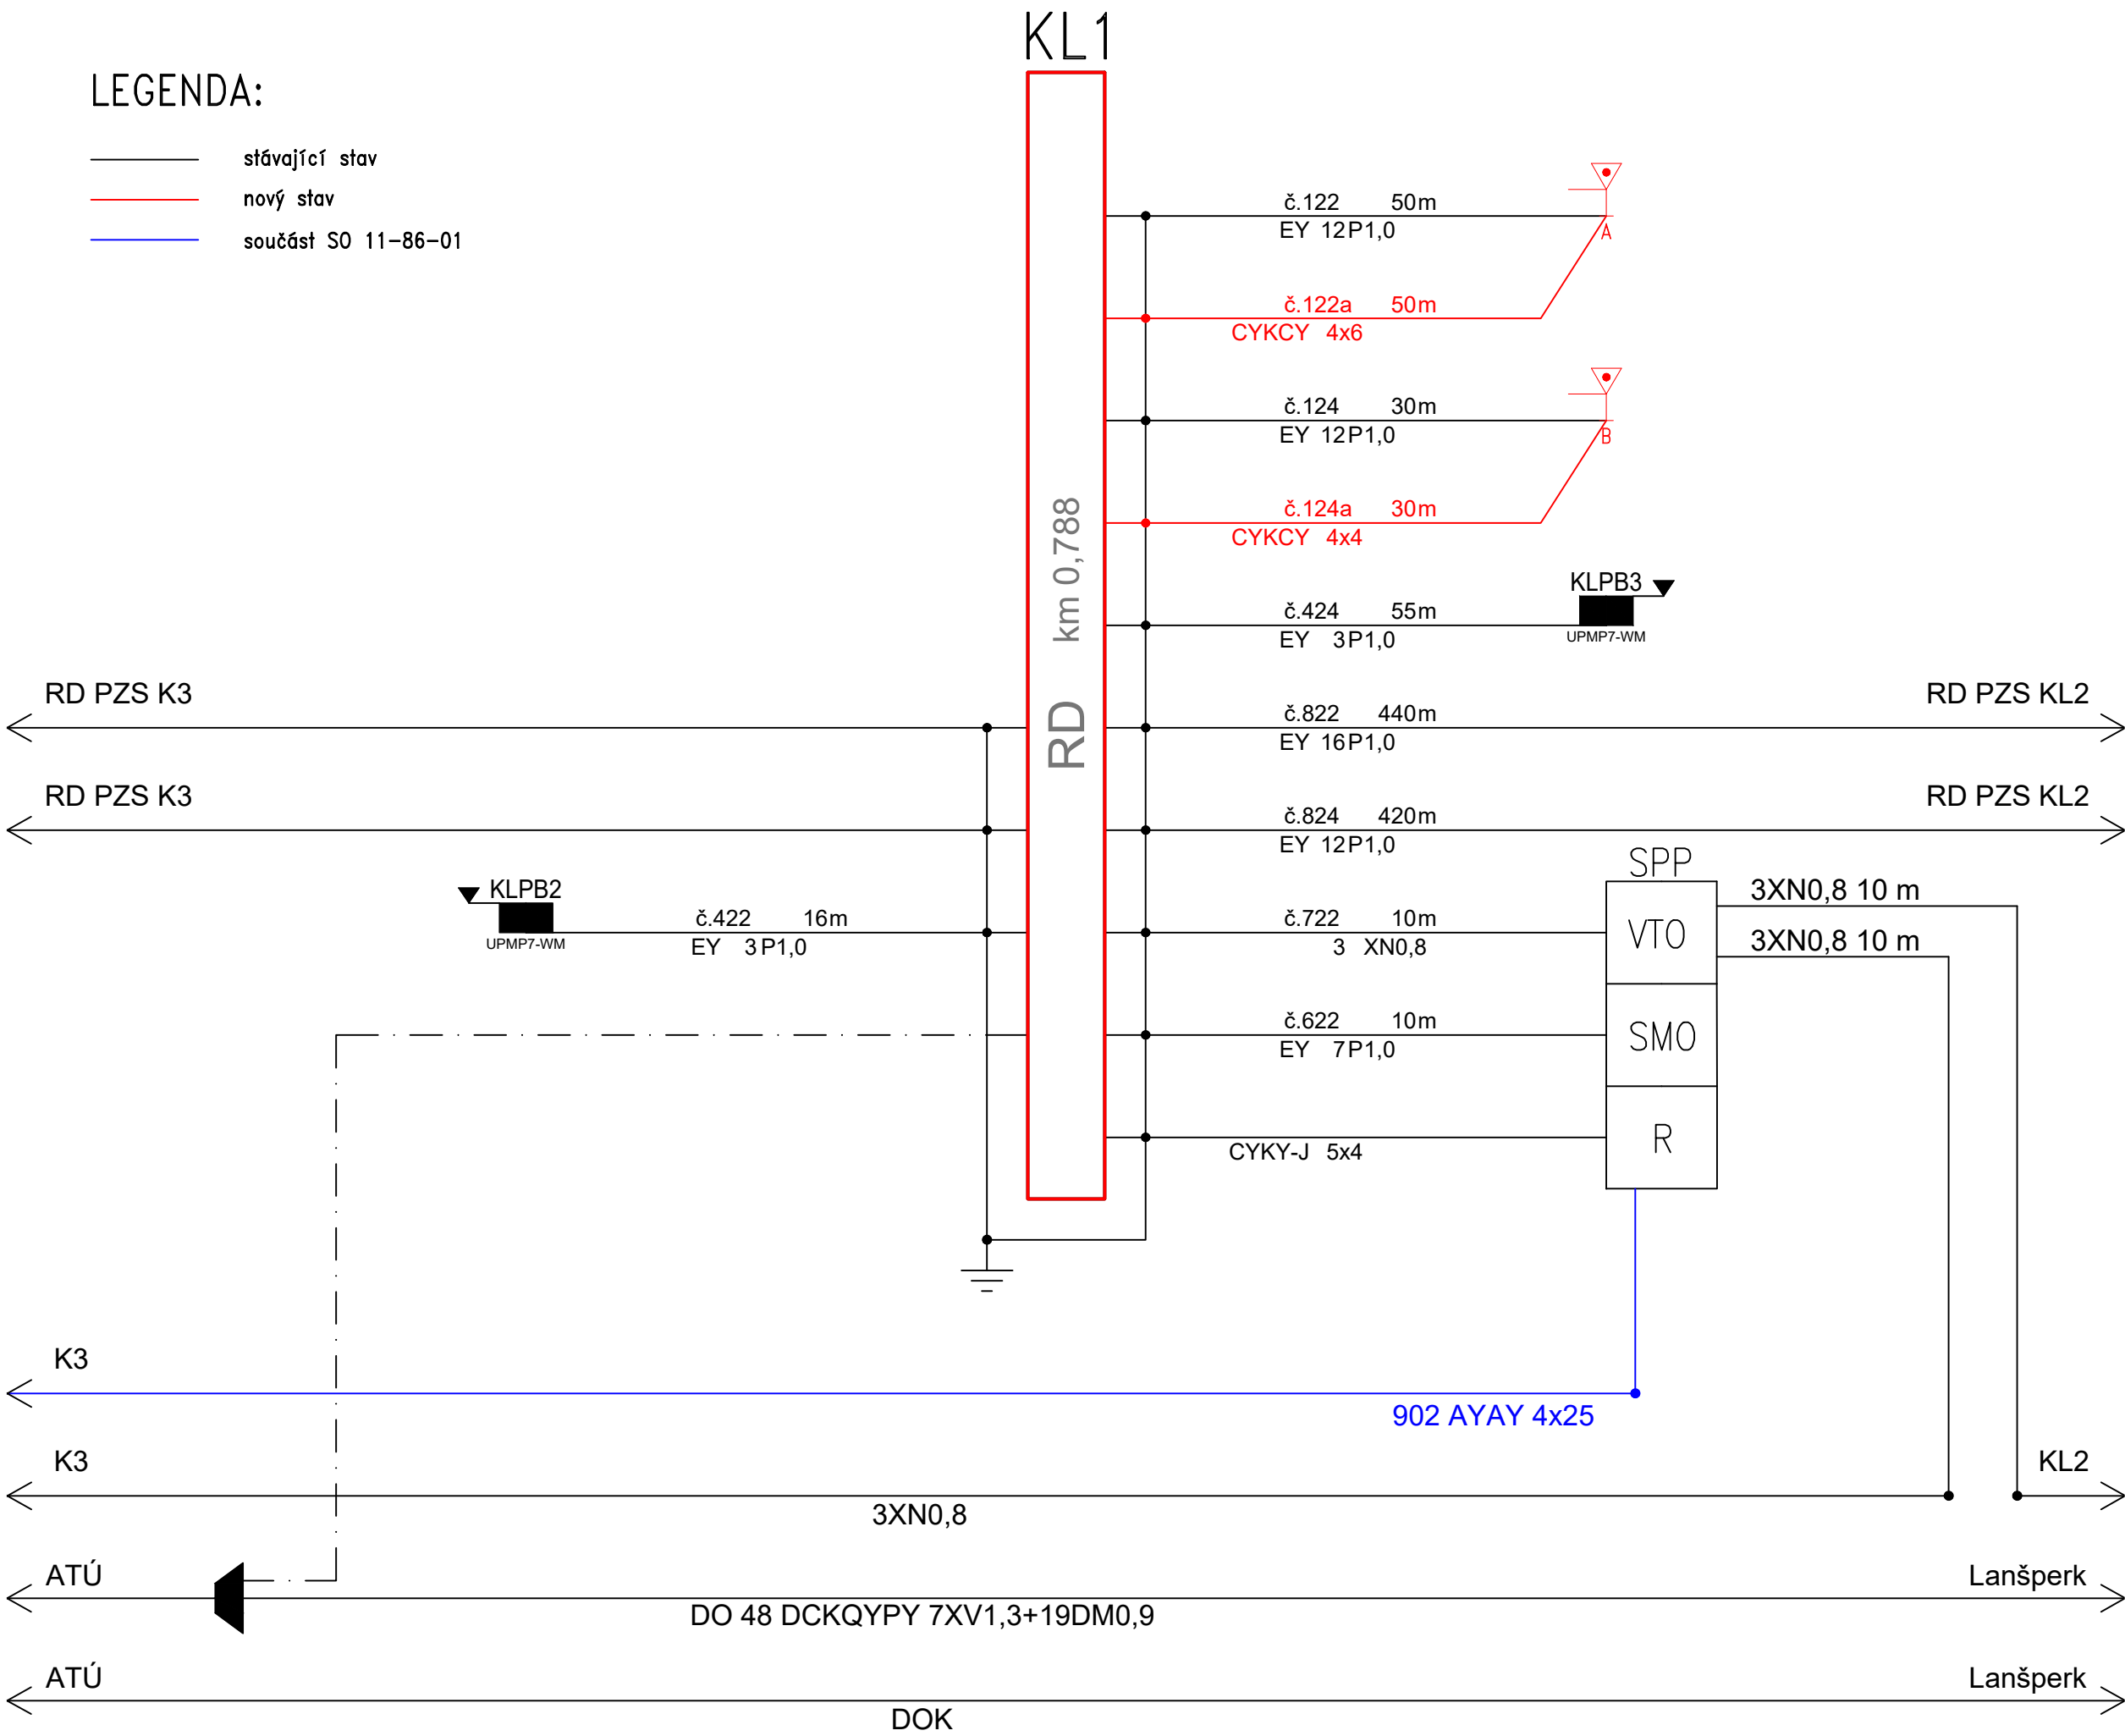 KL1
LEGENDA:
stávající stav
nový stav
součást SO 11-86-01
č.122 50m
EY 12P1,0
A
č.122a 50m
CYKCY 4x6
č.124 30m
EY 12P1,0
B
č.124a 30m
CYKCY 4x4
RD km 0,788
KLPB3
č.424 55m
EY 3P1,0
UPMP7-WM
RD PZS K3
č.822 440m
EY 16P1,0
RD PZS KL2
RD PZS K3
č.824 420m
EY 12P1,0
RD PZS KL2
SPP
KLPB2
UPMP7-WM
č.422 16m
EY 3P1,0
č.722 10m
3 XN0,8
VTO
3XN0,8 10 m
3XN0,8 10 m
č.622 10m
EY 7P1,0
SMO
CYKY-J 5x4
R
K3
902 AYAY 4x25
K3
KL2
3XN0,8
ATÚ
Lanšperk
DO 48 DCKQYPY 7XV1,3+19DM0,9
ATÚ
Lanšperk
DOK